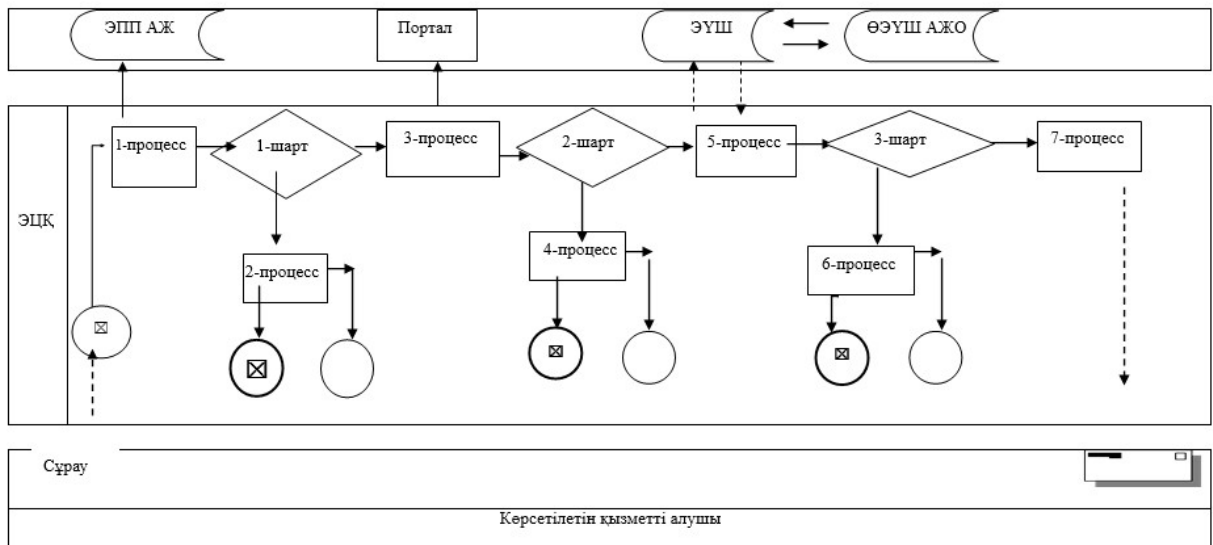 ЭПП АЖ
Портал
ЭҮШ
ӨЭҮШ АЖО
1-процесс
1-шарт
3-процесс
2-шарт
5-процесс
3-шарт
7-процесс
ЭЦҚ
2-процесс
4-процесс
6-процесс
Сұрау
Көрсетілетін қызметті алушы